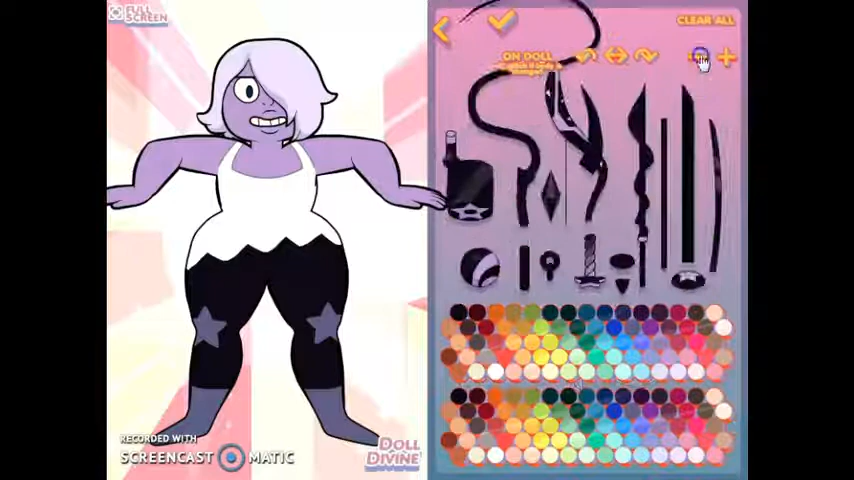 FULL
SCREEN
CLEAR ALL
ON DOLL
RECORDED WITH
SCREENCAST MATIC
DOLL
DIVINE